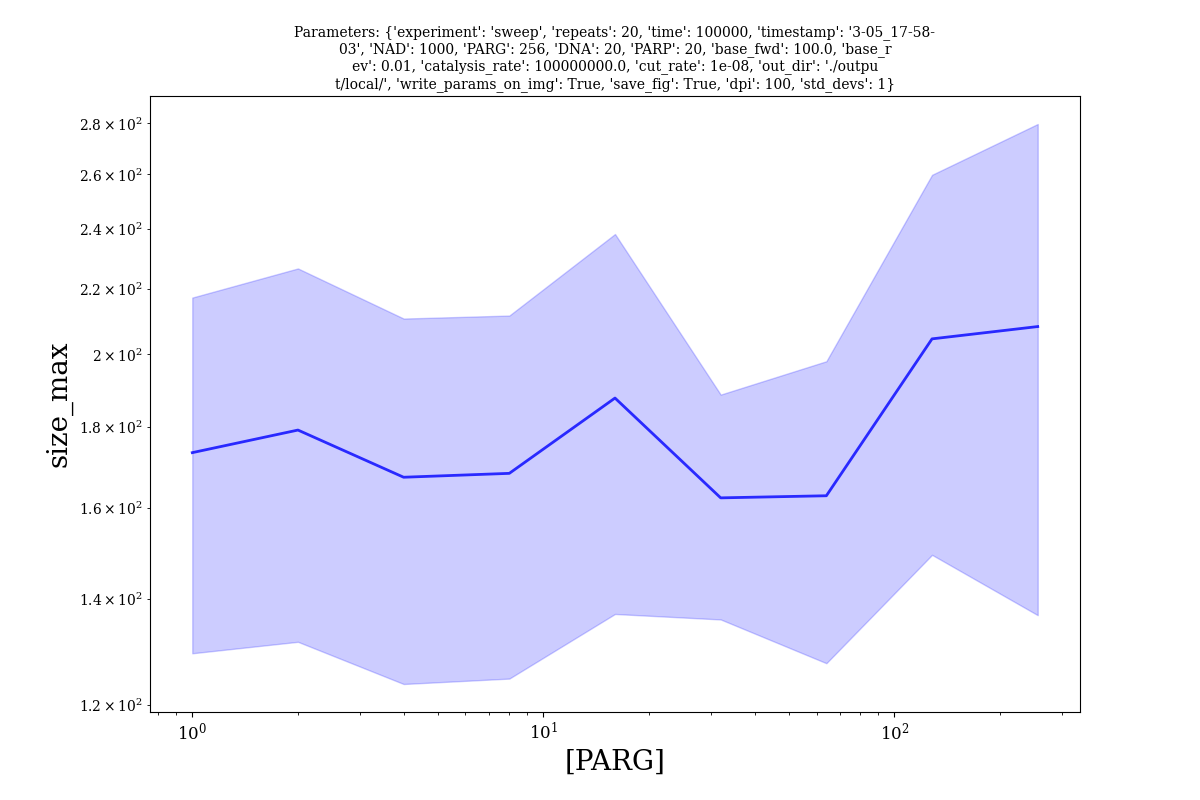 Parameters: {'experiment': 'sweep', 'repeats': 20, 'time': 100000, 'timestamp': '3-05_17-58-
03', 'NAD': 1000, 'PARG': 256, 'DNA': 20, 'PARP': 20, 'base_fwd': 100.0, 'base_r
ev': 0.01, 'catalysis_rate': 100000000.0, 'cut_rate': 1e-08, 'out_dir': './outpu
t/local/', 'write_params_on_img': True, 'save_fig': True, 'dpi': 100, 'std_devs': 1}
2.8 × 10²
2.6 × 10²
2.4 × 10²
2.2 × 10²
2 × 10²
1.8 × 10²
1.6 × 10²
1.4 × 10²
1.2 × 10²
size_max
10⁰ 10¹ 10²
[PARG]